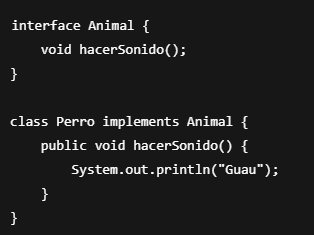 interface Animal {
    void hacerSonido();
}

class Perro implements Animal {
    public void hacerSonido() {
        System.out.println("Guau");
    }
}